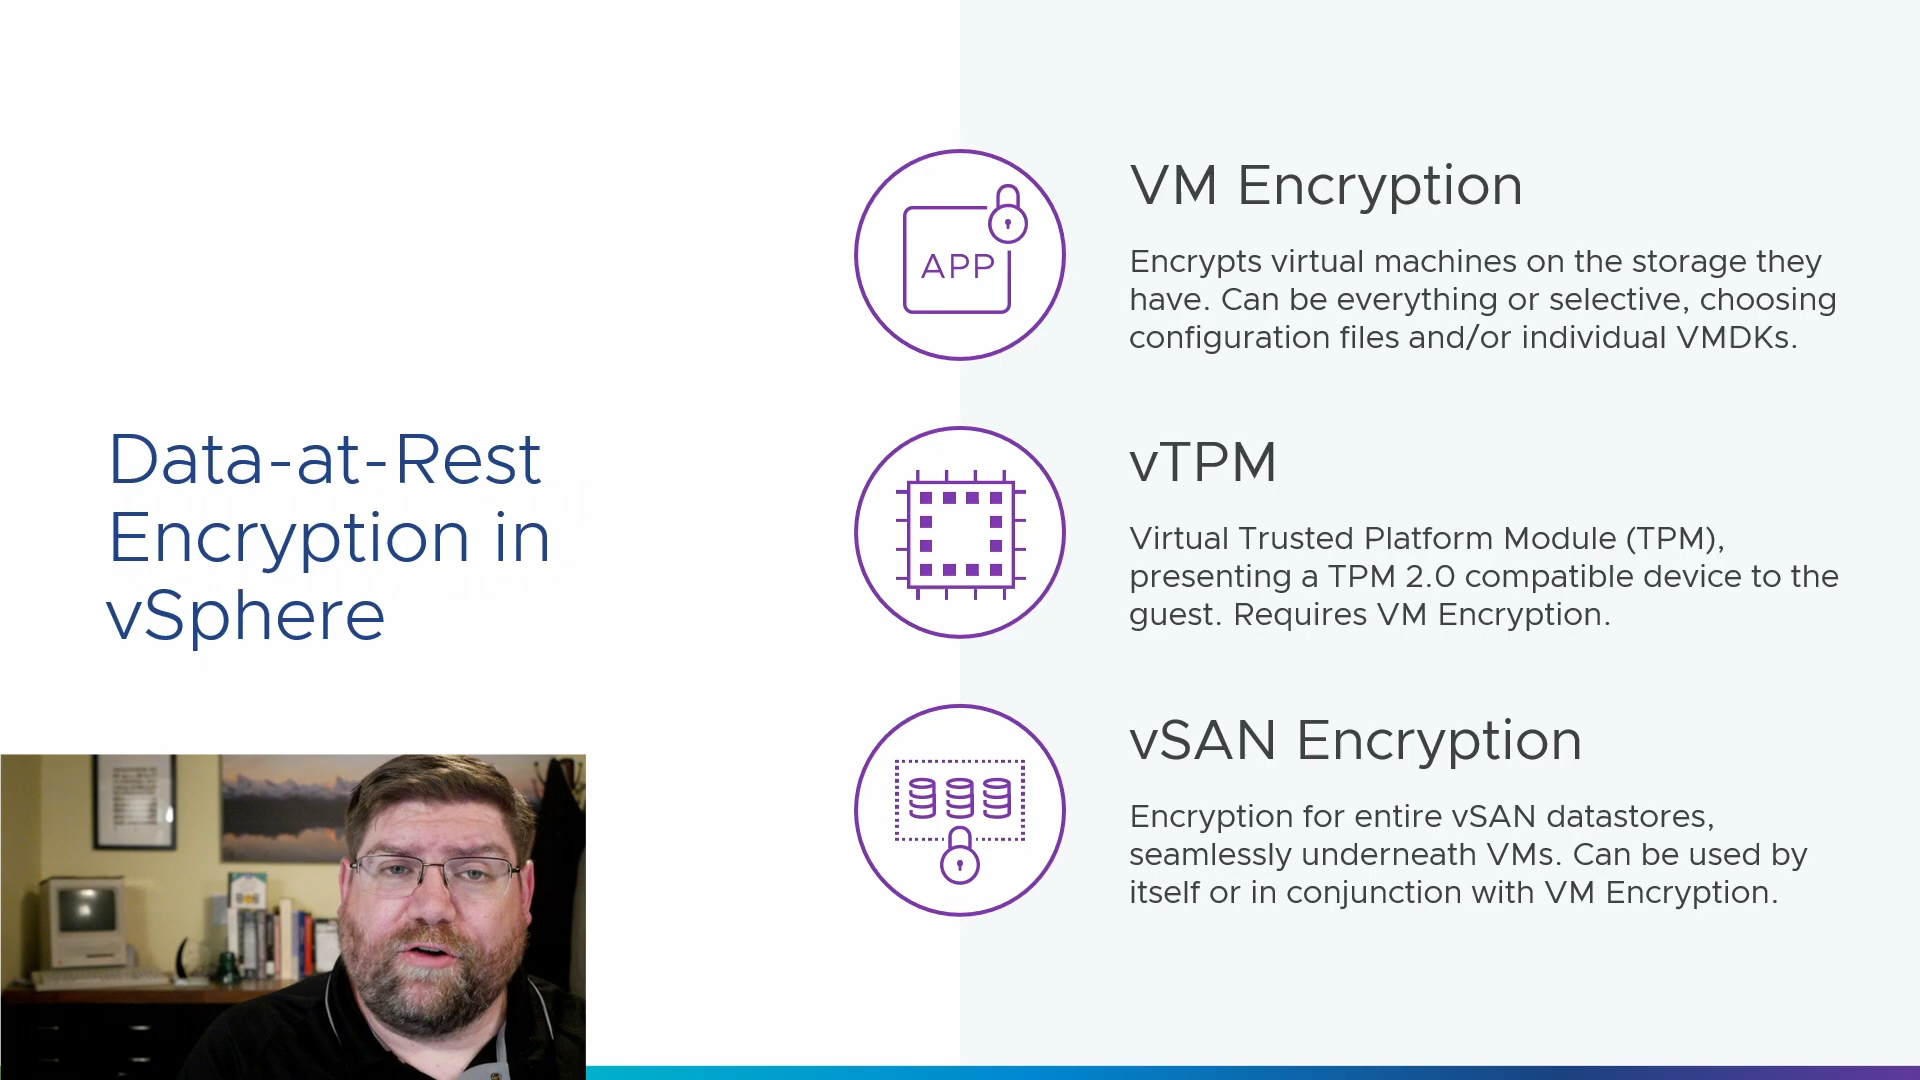 Data-at-Rest
Encryption in
vSphere
APP
VM Encryption
Encrypts virtual machines on the storage they
have. Can be everything or selective, choosing
configuration files and/or individual VMDKs.
vTPM
Virtual Trusted Platform Module (TPM),
presenting a TPM 2.0 compatible device to the
guest. Requires VM Encryption.
vSAN Encryption
Encryption for entire vSAN datastores,
seamlessly underneath VMs. Can be used by
itself or in conjunction with VM Encryption.